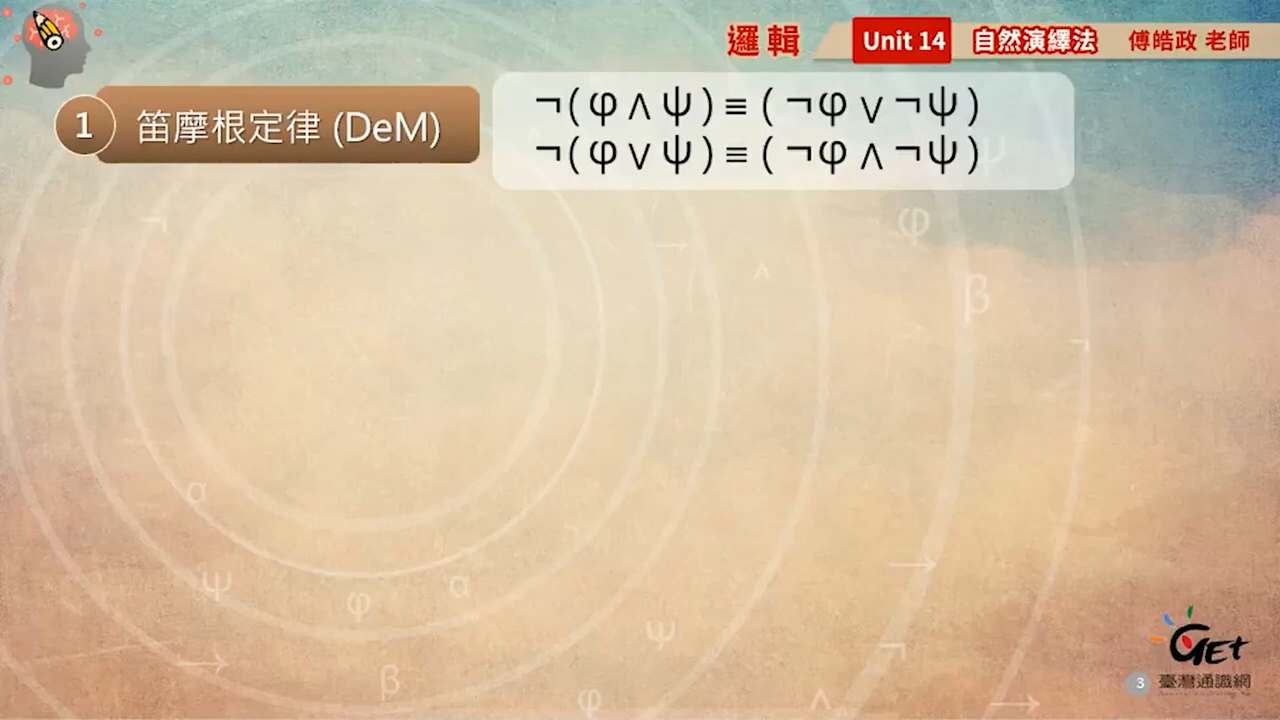 邏輯 Unit 14 自然演繹法 傅皓政 老師
1 笛摩根定律 (DeM)
¬(φ∧ψ)≡(¬φ∨¬ψ)
¬(φ∨ψ)≡(¬φ∧¬ψ)
GET
3 臺灣通識網